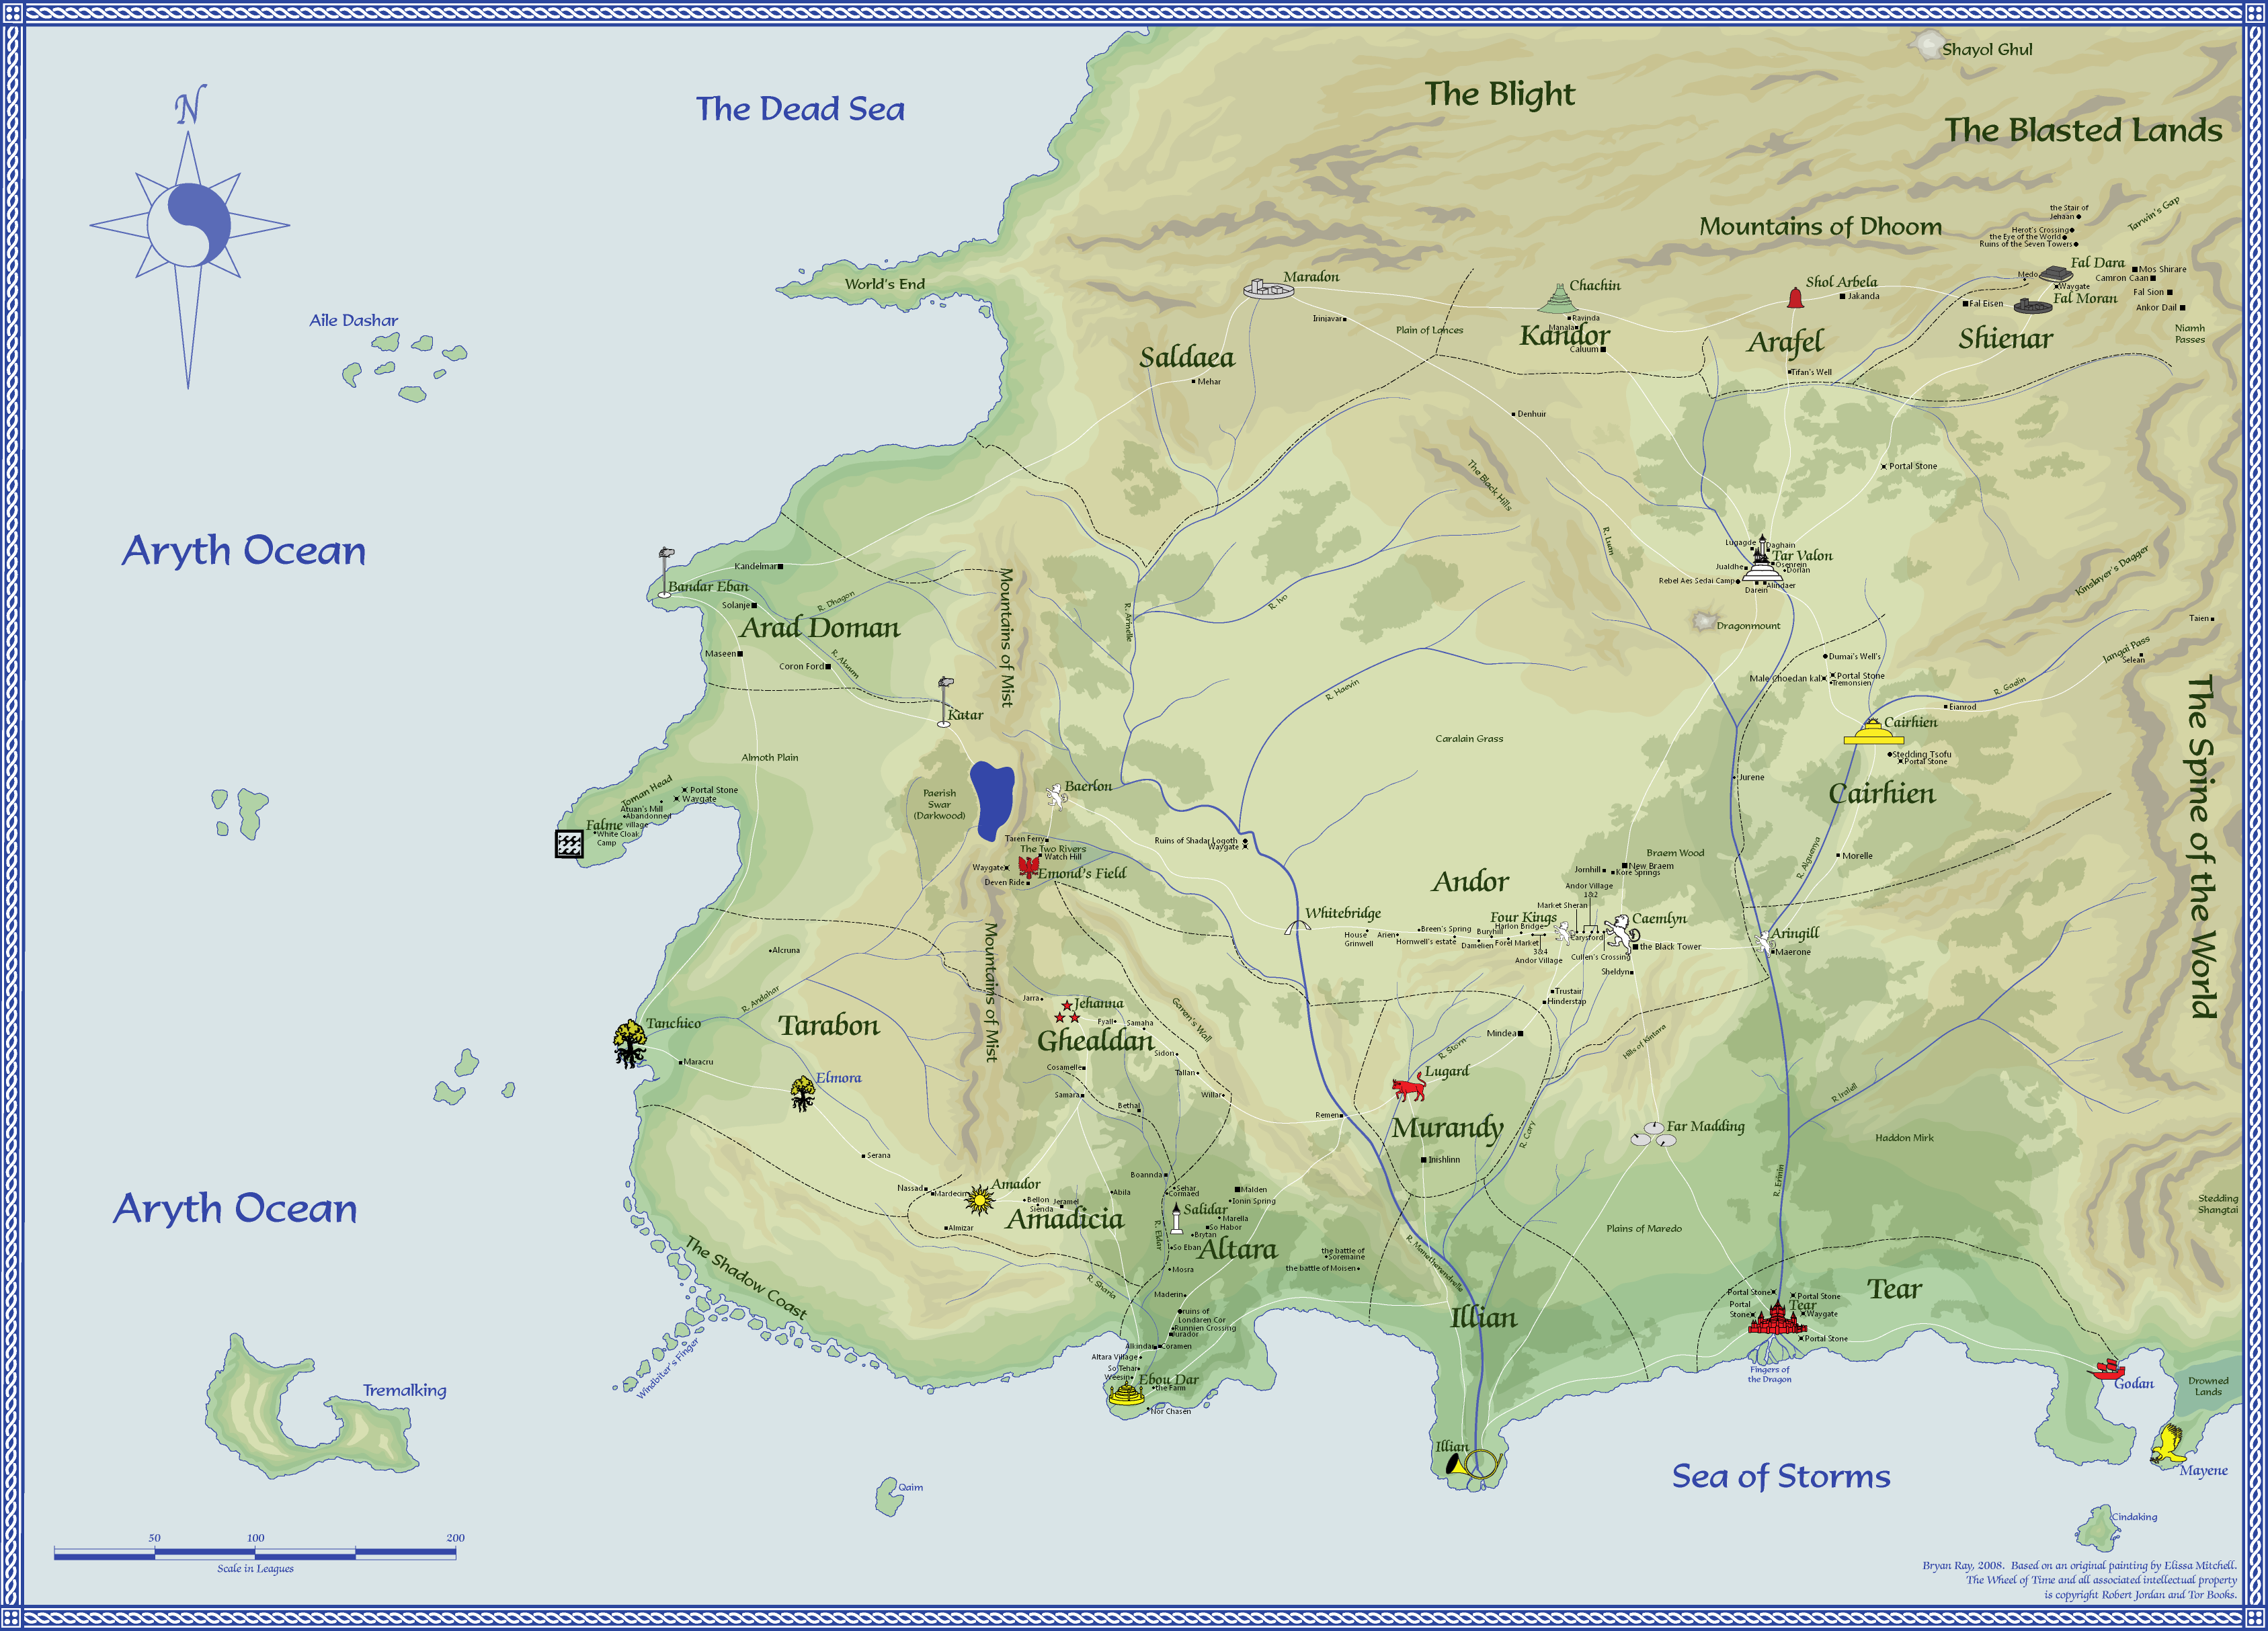 N
The Dead Sea
The Blight
Shayol Ghul
The Blasted Lands
Mountains of Dhoom
the Stair of
Jehaan
Tarwin's Gap
Herot's Crossing
the Eye of the World
Ruins of the Seven Towers
World's End
Aile Dashar
Maradon
Irinjavar
Plain of Lances
Chachin
Ravinda
Manala
Kandor
Caluum
Shol Arbela
Jakanda
Arafel
Tifan's Well
Medo
Fal Dara
Mos Shirare
Camron Caan
Waygate
Fal Sion
Fal Moran
Fal Eisen
Ankor Dail
Shienar
Niamh
Passes
Saldaea
Mehar
Denhuir
The Black Hills
Portal Stone
Aryth Ocean
Bandar Eban
Kandelmar
Solanje
R. Dhagon
Arad Doman
Maseen
Coron Ford
R. Akuum
Katar
Mountains of Mist
R. Arinelle
R. Ivo
R. Haevin
R. Luan
Lugagde
Daghain
Tar Valon
Jualdhe
Osenrein
Dorlan
Rebel Aes Sedai Camp
Alindaer
Darein
Dragonmount
Kinslayer's Dagger
Taien
Jangai Pass
Selean
Dumai's Well's
Male Choedan kal
Portal Stone
Tremonsien
R. Gaelin
Eianrod
Cairhien
Stedding Tsofu
Portal Stone
Cairhien
The Spine of the World
Caralain Grass
Jurene
Morelle
R. Alguenya
Almoth Plain
Toman Head
Portal Stone
Waygate
Atuan's Mill
Abandonned
village
Falme
White Cloak
Camp
Paerish
Swar
(Darkwood)
Baerlon
Taren Ferry
The Two Rivers
Watch Hill
Waygate
Emond's Field
Deven Ride
Ruins of Shadar Logoth
Waygate
Andor
Braem Wood
New Braem
Jornhill
Kore Springs
Andor Village
1&2
Market Sheran
Whitebridge
House
Grinwell
Arien
Breen's Spring
Hornwell's estate
Buryhill
Damelien
Four Kings
Harlon Bridge
Forel Market
3&4
Andor Village
Carysford
Cullen's Crossing
Caemlyn
the Black Tower
Sheldyn
Aringill
Maerone
Trustair
Hinderstap
Mindea
Alcruna
Mountains of Mist
R. Andahar
Tanchico
Tarabon
Maracru
Elmora
Jarra
Jehanna
Fyall
Samaha
Ghealdan
Garen's Wall
Sidon
Cosamelle
Tallan
Samara
Bethal
Willar
Remen
R. Storn
Lugard
Murandy
Inishlinn
R. Cary
Hills of Kintara
Far Madding
R. Iralell
Haddon Mirk
Serana
Nassad
Mardecin
Amador
Bellon
Sienda
Jeramel
Abila
Amadicia
Almizar
Boannda
Sehar
Cormaed
Malden
Ionin Spring
Salidar
Marella
So Habor
Brytan
So Eban
Altara
R. Eldar
Mosra
the battle of
Soremaine
the battle of Moisen
R. Manetherendrelle
Plains of Maredo
R. Erinin
Stedding
Shangtai
Aryth Ocean
The Shadow Coast
R. Sharia
Maderin
ruins of
Londaren Cor
Runnien Crossing
Jurador
Alkindar
Coramen
Altara Village
So Tehar
Weesin
Ebou Dar
the Farm
Nor Chasen
Illian
Illian
Portal Stone
Portal Stone
Portal
Stone
Tear
Waygate
Portal Stone
Tear
Fingers of
the Dragon
Godan
Drowned
Lands
Mayene
Windbiter's Finger
Tremalking
Qaim
Sea of Storms
Cindaking
50
100
200
Scale in Leagues
Bryan Ray, 2008. Based on an original painting by Elissa Mitchell.
The Wheel of Time and all associated intellectual property
is copyright Robert Jordan and Tor Books.